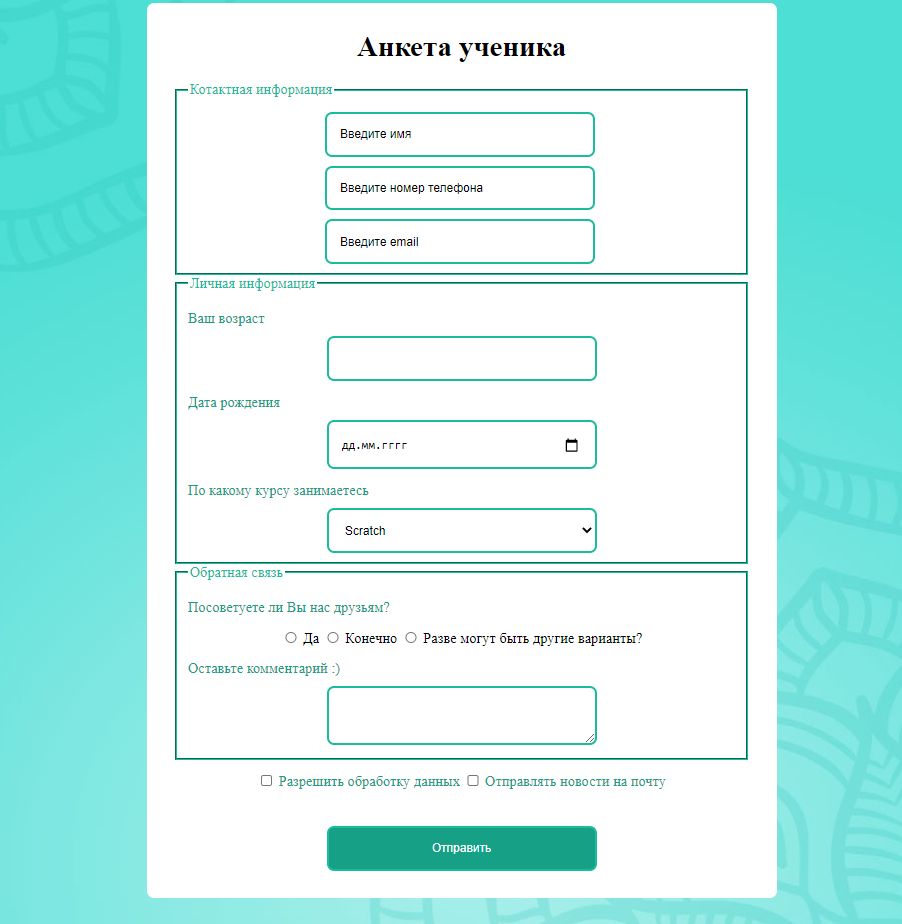 Анкета ученика
Котактная информация
Введите имя
Введите номер телефона
Введите email
Личная информация
Ваш возраст
Дата рождения
дд.мм.гггг
По какому курсу занимаетесь
Scratch
Обратная связь
Посоветуете ли Вы нас друзьям?
Да Конечно Разве могут быть другие варианты?
Оставьте комментарий :)
Разрешить обработку данных Отправлять новости на почту
Отправить